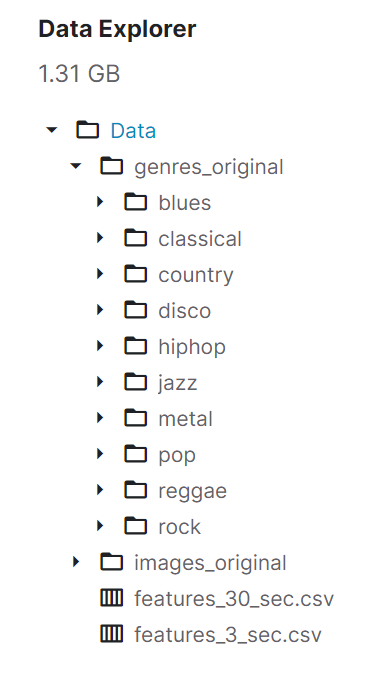 Data Explorer
1.31 GB
Data
genres_original
blues
classical
country
disco
hiphop
jazz
metal
pop
reggae
rock
images_original
features_30_sec.csv
features_3_sec.csv